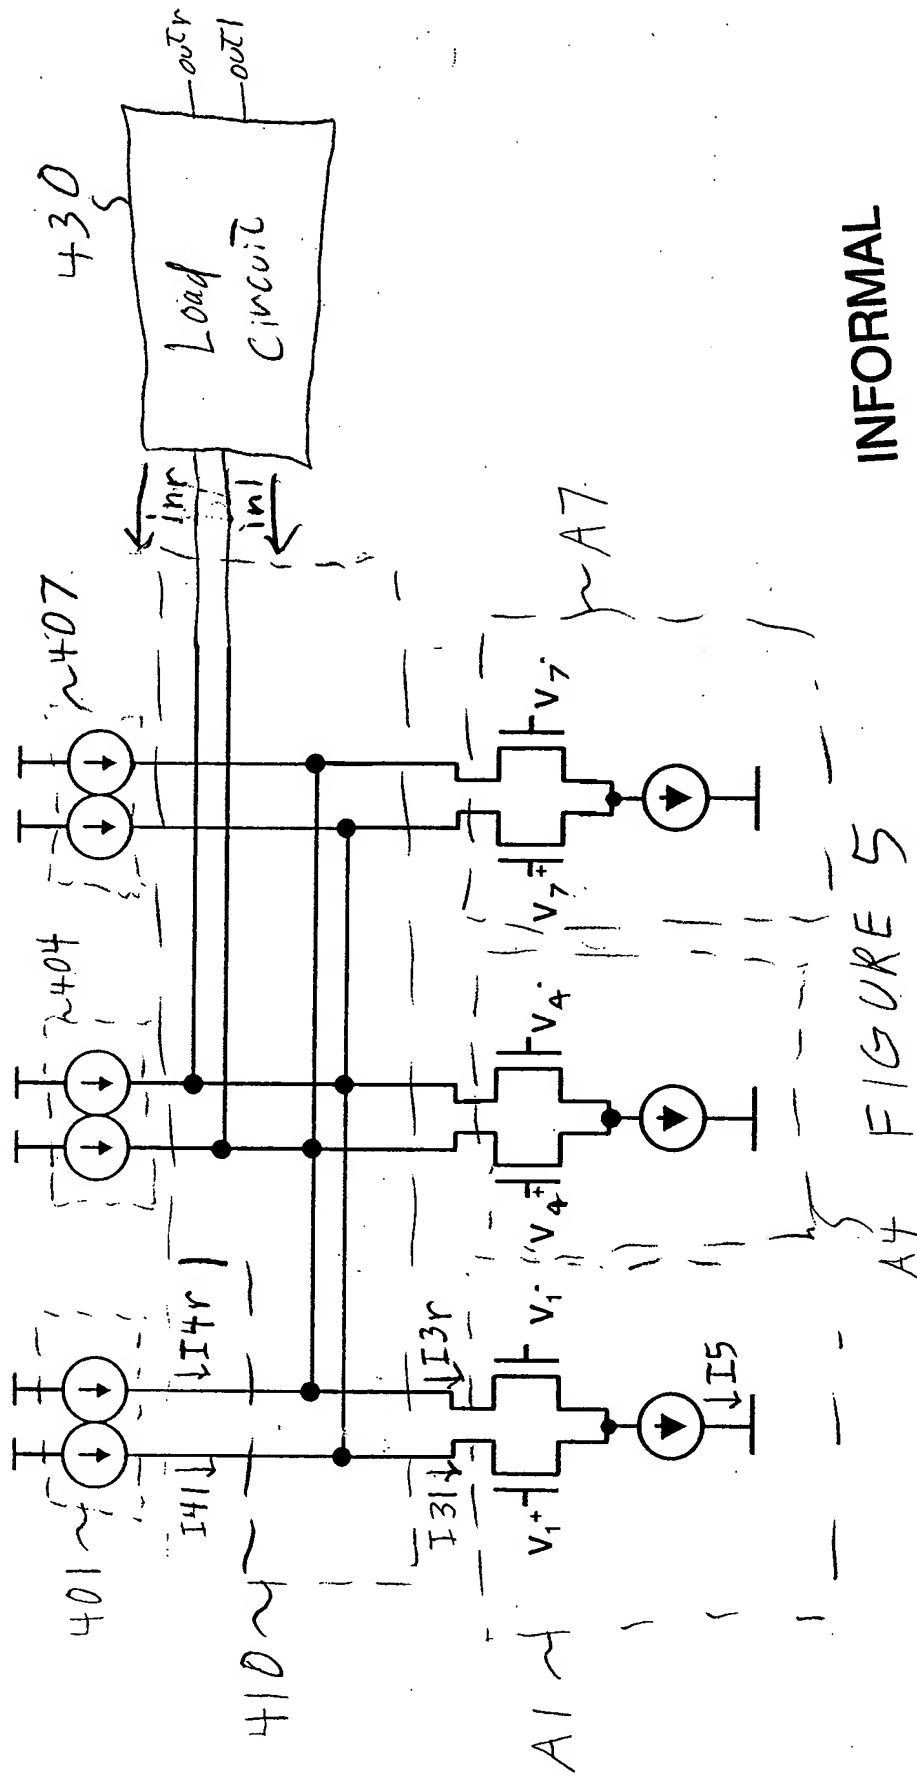 401
404
407
430
I4l
I4r
Load
Circuit
outr
outl
inr
inl
410
I3l
I3r
A1
V1+
V1-
V4+
V4-
V7+
V7-
A7
I5
A4
FIGURE 5
INFORMAL